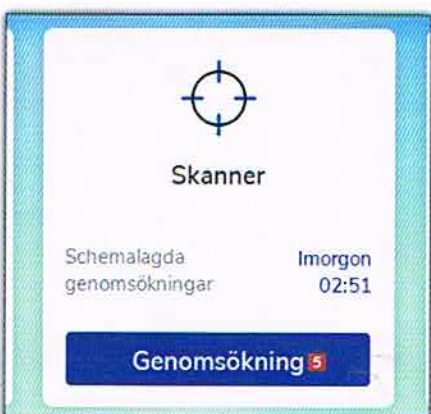 Skanner
Schemalagda
genomsökningar
Imorgon
02:51
Genomsökning 5